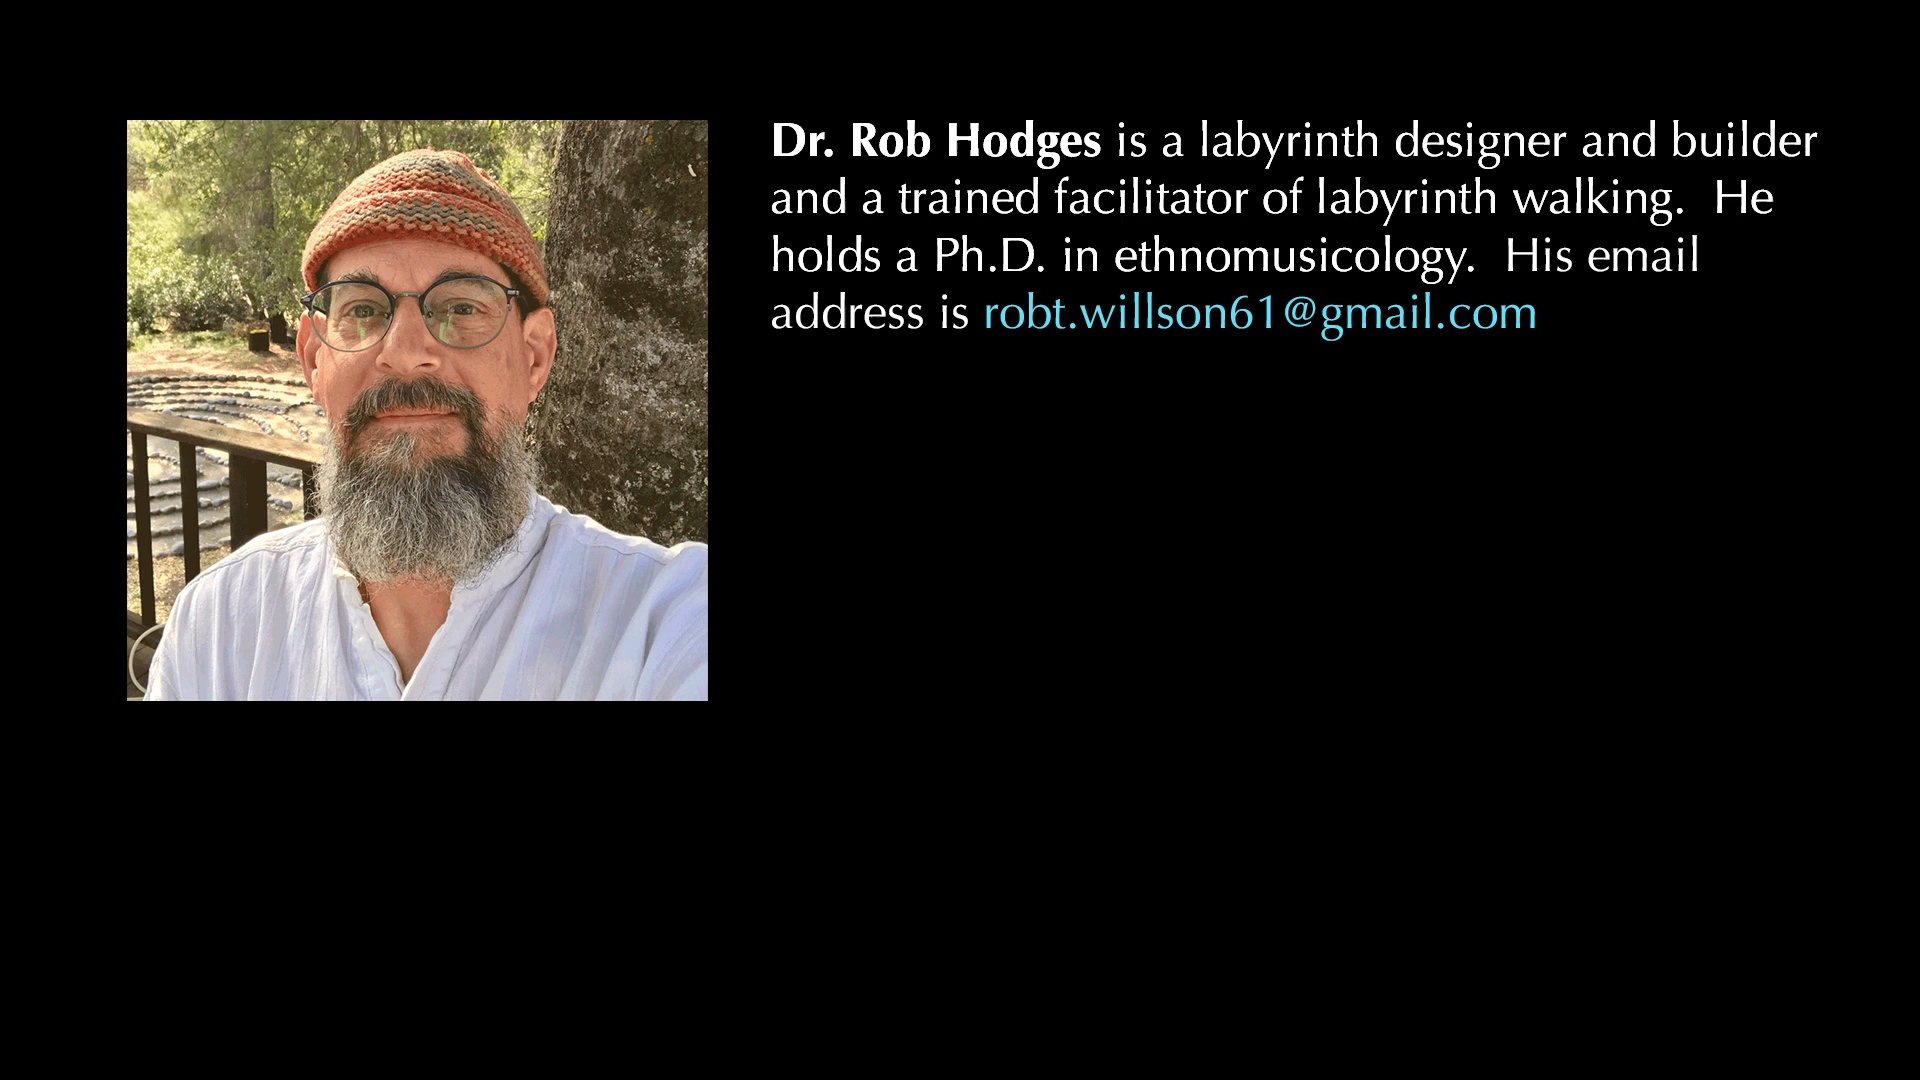 Dr. Rob Hodges is a labyrinth designer and builder
and a trained facilitator of labyrinth walking.  He
holds a Ph.D. in ethnomusicology.  His email
address is robt.willson61@gmail.com